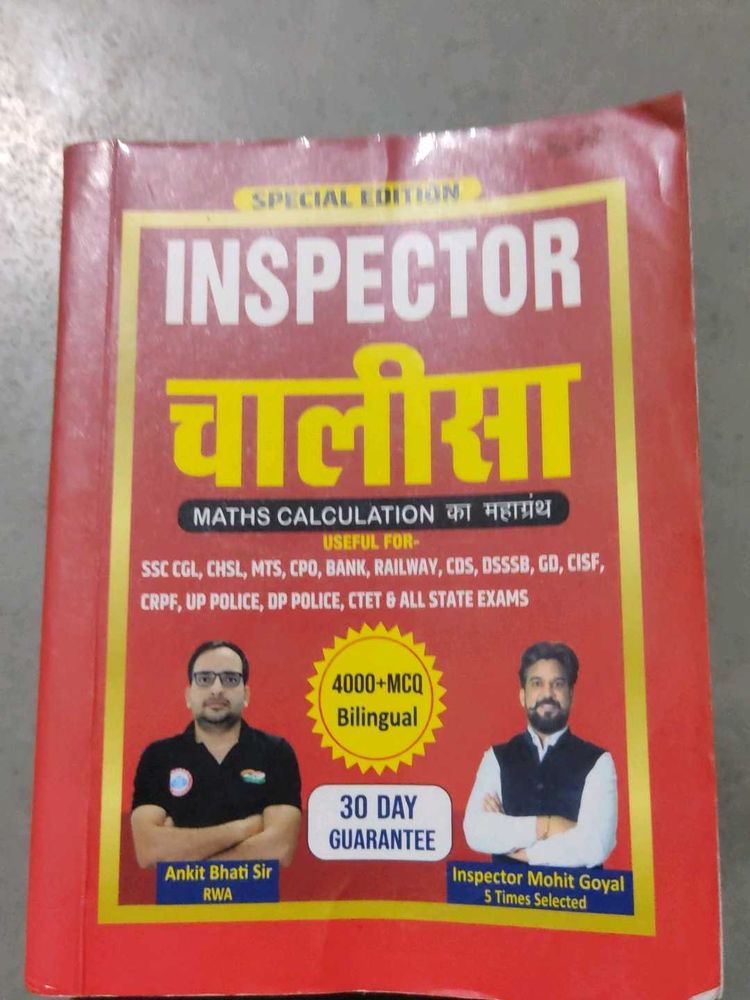 SPECIAL EDITION
INSPECTOR
चालीसा
MATHS CALCULATION का महाग्रंथ
USEFUL FOR-
SSC CGL, CHSL, MTS, CPO, BANK, RAILWAY, CDS, DSSSB, GD, CISF,
CRPF, UP POLICE, DP POLICE, CTET & ALL STATE EXAMS
4000+MCQ
Bilingual
30 DAY
GUARANTEE
Ankit Bhati Sir
RWA
Inspector Mohit Goyal
5 Times Selected